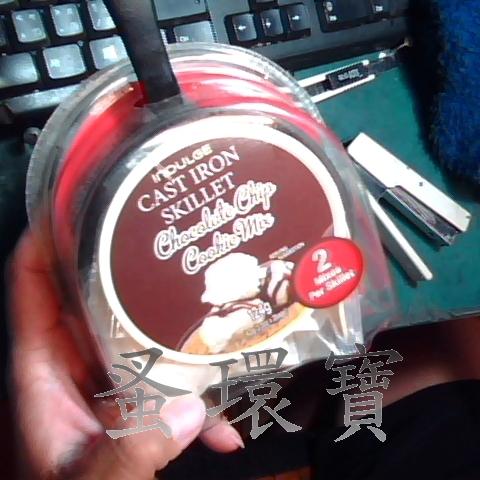 INDULGE
CAST IRON
SKILLET
Chocolate Chip
Cookie Mix
2
Mixes
Per Skillet
蚤環寶